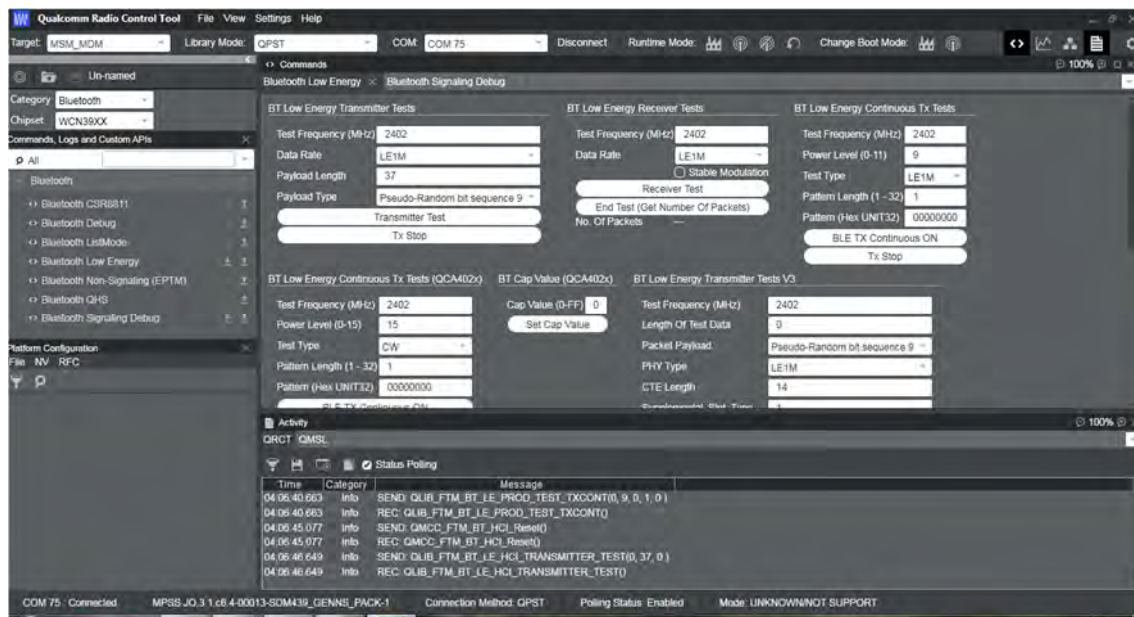 Qualcomm Radio Control Tool File View Settings Help
Target: MSM_MDM Library Mode: QPST COM: COM 75 Disconnect Runtime Mode: Change Boot Mode:
Un-named
Category Bluetooth
Chipset WCN39XX
Commands, Logs and Custom APIs
All
Bluetooth
Bluetooth CSR8811
Bluetooth Debug
Bluetooth ListMode
Bluetooth Low Energy
Bluetooth Non-Signaling (EPTM)
Bluetooth QHS
Bluetooth Signaling Debug
Platform Configuration
File NV RFC
Commands 100%
Bluetooth Low Energy Bluetooth Signaling Debug
BT Low Energy Transmitter Tests
Test Frequency (MHz) 2402
Data Rate LE1M
Payload Length 37
Payload Type Pseudo-Random bit sequence 9
Transmitter Test
Tx Stop
BT Low Energy Receiver Tests
Test Frequency (MHz) 2402
Data Rate LE1M
Stable Modulation
Receiver Test
End Test (Get Number Of Packets)
No. Of Packets ---
BT Low Energy Continuous Tx Tests
Test Frequency (MHz) 2402
Power Level (0-11) 9
Test Type LE1M
Pattern Length (1 - 32) 1
Pattern (Hex UNIT32) 00000000
BLE TX Continuous ON
Tx Stop
BT Low Energy Continuous Tx Tests (QCA402x)
Test Frequency (MHz) 2402
Power Level (0-15) 15
Test Type CW
Pattern Length (1 - 32) 1
Pattern (Hex UNIT32) 00000000
BLE TX Continuous ON
BT Cap Value (QCA402x)
Cap Value (0-FF) 0
Set Cap Value
BT Low Energy Transmitter Tests V3
Test Frequency (MHz) 2402
Length Of Test Data 0
Packet Payload Pseudo-Random bit sequence 9
PHY Type LE1M
CTE Length 14
Supplemental Slot Type 1
Activity 100%
QRCT QMSL
Status Polling
Time Category Message
04:06:40.663 Info SEND: QLIB_FTM_BT_LE_PROD_TEST_TXCONT(0, 9, 0, 1, 0 )
04:06:40.663 Info REC: QLIB_FTM_BT_LE_PROD_TEST_TXCONT()
04:06:45.077 Info SEND: QMCC_FTM_BT_HCI_Reset()
04:06:45.077 Info REC: QMCC_FTM_BT_HCI_Reset()
04:06:46.649 Info SEND: QLIB_FTM_BT_LE_HCI_TRANSMITTER_TEST(0, 37, 0 )
04:06:46.649 Info REC: QLIB_FTM_BT_LE_HCI_TRANSMITTER_TEST()
COM 75 : Connected MPSS.JO.3.1.c6.4-00013-SDM439_GENNS_PACK-1 Connection Method: QPST Polling Status: Enabled Mode: UNKNOWN/NOT SUPPORT